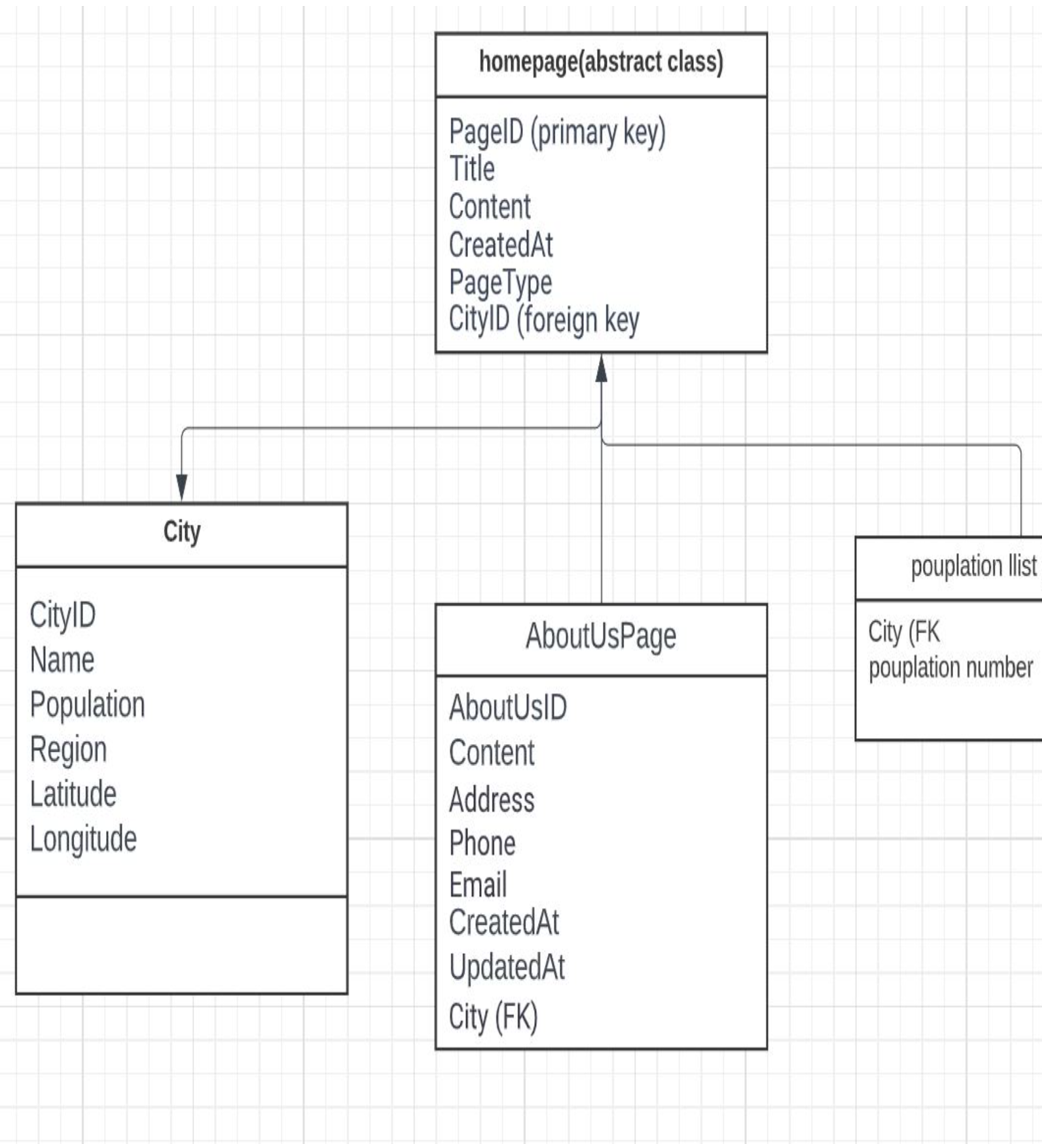 homepage(abstract class)
PageID (primary key)
Title
Content
CreatedAt
PageType
CityID (foreign key
City
CityID
Name
Population
Region
Latitude
Longitude
AboutUsPage
AboutUsID
Content
Address
Phone
Email
CreatedAt
UpdatedAt
City (FK)
pouplation llist
City (FK
pouplation number